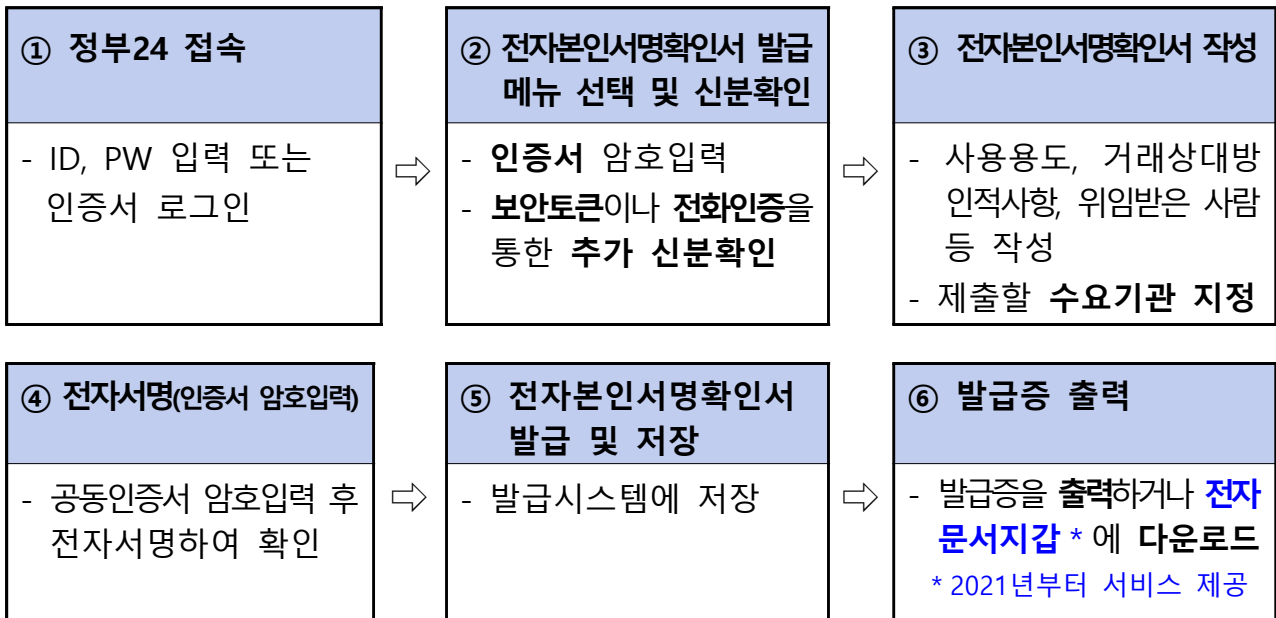 ① 정부24 접속
- ID, PW 입력 또는
인증서 로그인
⇨
② 전자본인서명확인서 발급
메뉴 선택 및 신분확인
- 인증서 암호입력
- 보안토큰이나 전화인증을
통한 추가 신분확인
⇨
③ 전자본인서명확인서 작성
- 사용용도, 거래상대방
인적사항, 위임받은 사람
등 작성
- 제출할 수요기관 지정
④ 전자서명(인증서 암호입력)
- 공동인증서 암호입력 후
전자서명하여 확인
⇨
⑤ 전자본인서명확인서
발급 및 저장
- 발급시스템에 저장
⇨
⑥ 발급증 출력
- 발급증을 출력하거나 전자
문서지갑 * 에 다운로드
* 2021년부터 서비스 제공